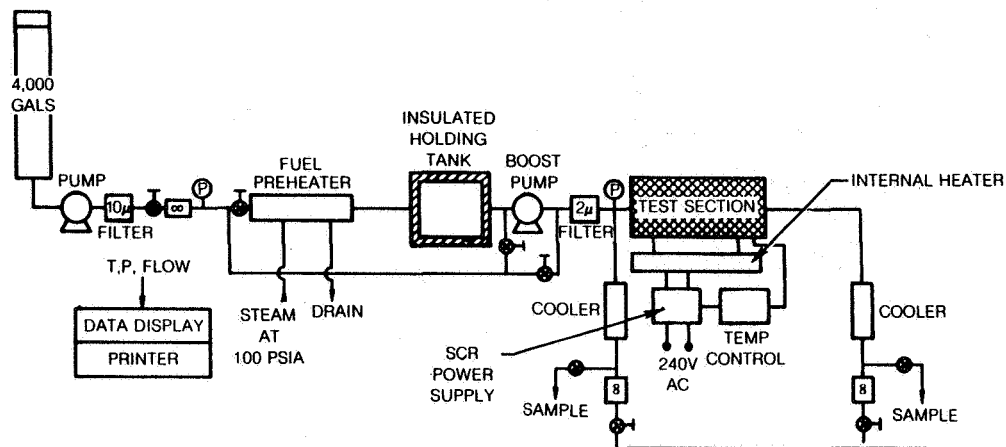 4,000
GALS
PUMP
10μ
FILTER
∞
P
FUEL
PREHEATER
INSULATED
HOLDING
TANK
BOOST
PUMP
2μ
FILTER
P
TEST SECTION
INTERNAL HEATER
T,P, FLOW
DATA DISPLAY
PRINTER
STEAM
AT
100 PSIA
DRAIN
COOLER
SCR
POWER
SUPPLY
240V
AC
TEMP
CONTROL
COOLER
SAMPLE
8
SAMPLE
8